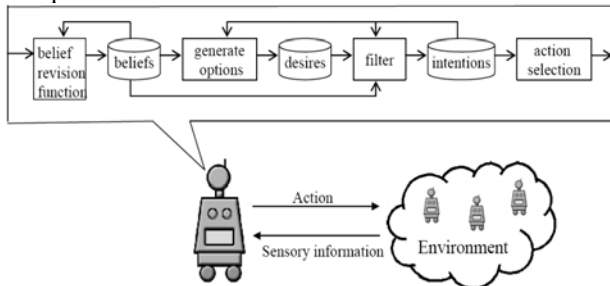 belief
revision
function
beliefs
generate
options
desires
filter
intentions
action
selection
Action
Sensory information
Environment